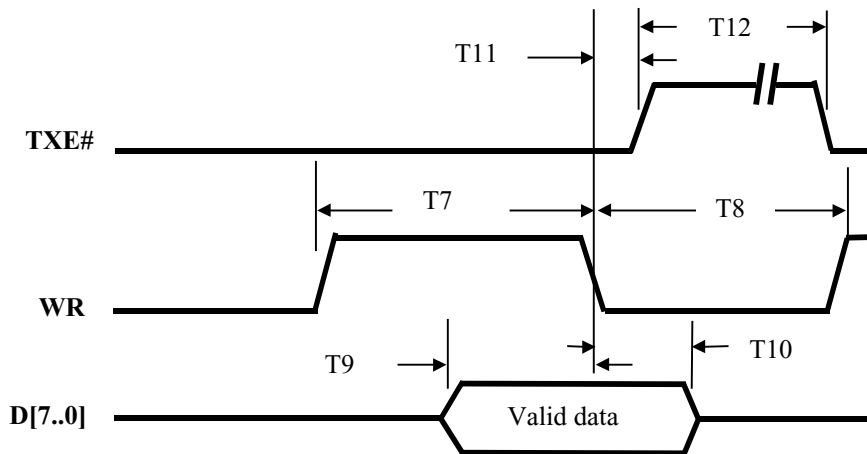 T12
T11
TXE#
T7
T8
WR
T9
T10
D[7..0]
Valid data